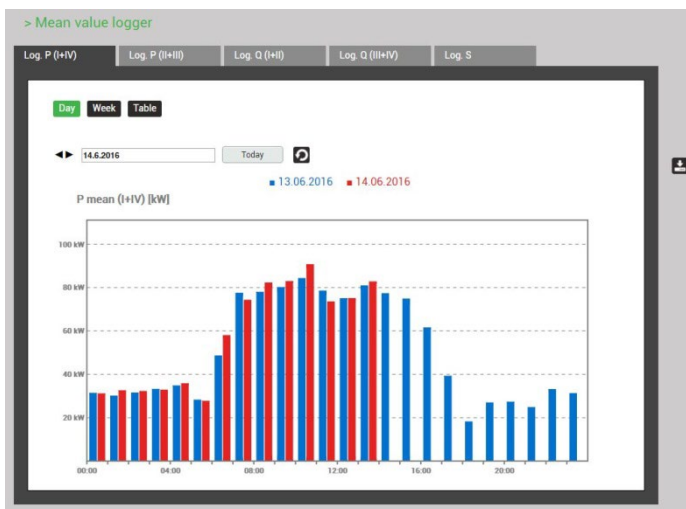 > Mean value logger
Log. P (I+IV) Log. P (II+III) Log. Q (I+II) Log. Q (III+IV) Log. S
Day Week Table
14.6.2016 Today
13.06.2016 14.06.2016
P mean (I+IV) [kW]
100 kW
80 kW
60 kW
40 kW
20 kW
00:00 04:00 08:00 12:00 16:00 20:00